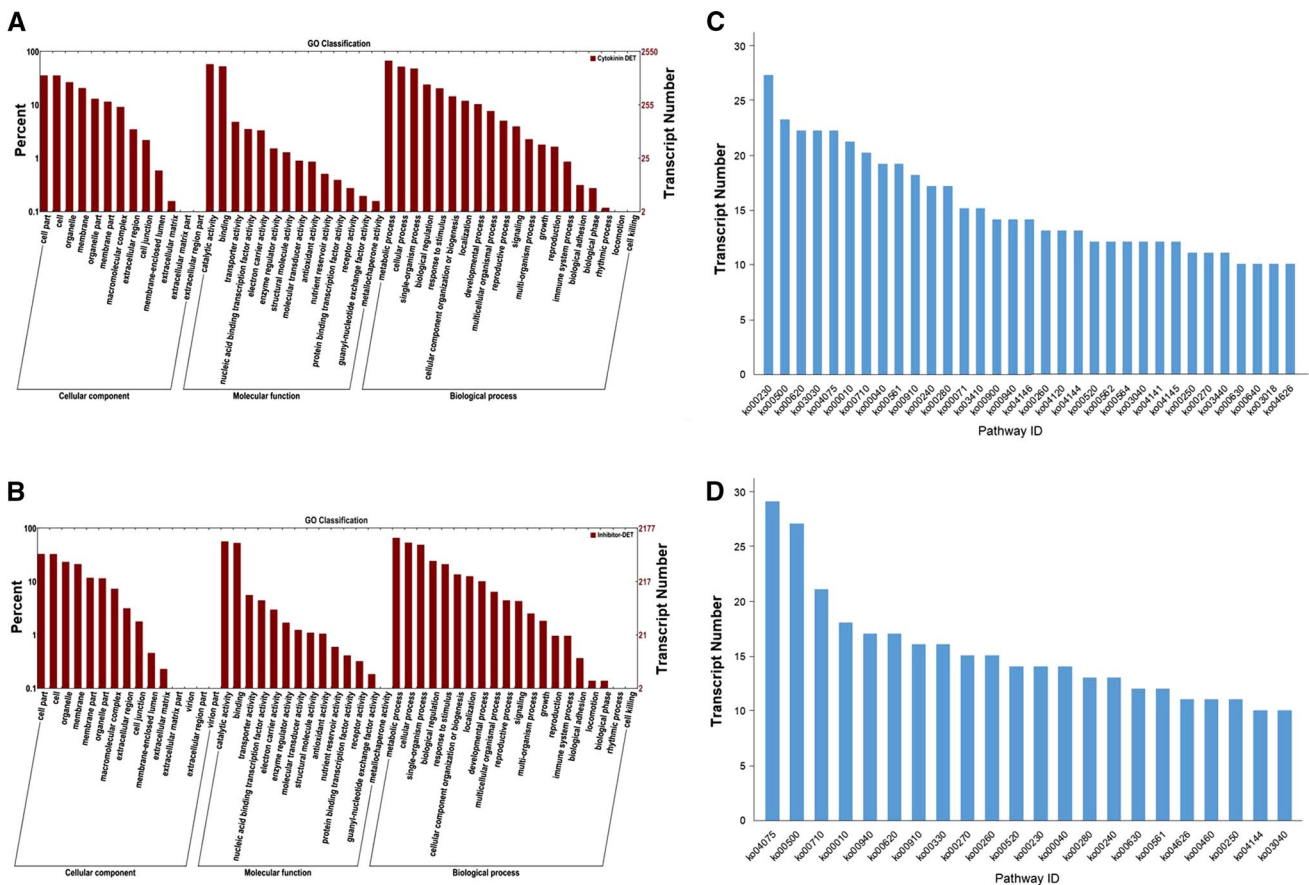 A
GO Classification
Cytokinin DET
Percent
Transcript Number
100
10
1
0.1
2550
255
25
2
cell part
cell
organelle
membrane
organelle part
membrane part
macromolecular complex
extracellular region
cell junction
membrane-enclosed lumen
extracellular matrix
extracellular matrix part
extracellular region part
catalytic activity
binding
transporter activity
nucleic acid binding transcription factor activity
electron carrier activity
enzyme regulator activity
structural molecule activity
molecular transducer activity
antioxidant activity
nutrient reservoir activity
protein binding transcription factor activity
receptor activity
guanyl-nucleotide exchange factor activity
metallochaperone activity
metabolic process
cellular process
single-organism process
biological regulation
response to stimulus
cellular component organization or biogenesis
localization
developmental process
multicellular organismal process
reproductive process
signaling
multi-organism process
growth
reproduction
immune system process
biological adhesion
biological phase
rhythmic process
locomotion
cell killing
Cellular component
Molecular function
Biological process
C
Transcript Number
30
25
20
15
10
5
0
ko00230
ko00500
ko00620
ko03030
ko04075
ko00010
ko00710
ko00040
ko00561
ko00910
ko00240
ko00280
ko00071
ko03410
ko00900
ko00940
ko04146
ko00260
ko04120
ko04144
ko00520
ko00562
ko00564
ko03040
ko04141
ko04145
ko00250
ko00270
ko03440
ko00630
ko00640
ko03018
ko04626
Pathway ID
B
GO Classification
Inhibitor-DET
Percent
Transcript Number
100
10
1
0.1
2177
217
21
2
cell part
cell
organelle
membrane
membrane part
organelle part
macromolecular complex
extracellular region
cell junction
membrane-enclosed lumen
extracellular matrix
extracellular matrix part
virion
extracellular region part
virion part
catalytic activity
binding
transporter activity
nucleic acid binding transcription factor activity
electron carrier activity
enzyme regulator activity
molecular transducer activity
structural molecule activity
antioxidant activity
nutrient reservoir activity
protein binding transcription factor activity
receptor activity
guanyl-nucleotide exchange factor activity
metallochaperone activity
metabolic process
cellular process
single-organism process
biological regulation
response to stimulus
cellular component organization or biogenesis
localization
developmental process
multicellular organismal process
reproductive process
signaling
multi-organism process
growth
reproduction
immune system process
biological adhesion
locomotion
biological phase
rhythmic process
cell killing
Cellular component
Molecular function
Biological process
D
Transcript Number
30
25
20
15
10
5
0
ko04075
ko00500
ko00710
ko00010
ko00940
ko00620
ko00910
ko00330
ko00270
ko00260
ko00520
ko00230
ko00040
ko00280
ko00240
ko00630
ko00561
ko04626
ko00460
ko00250
ko04144
ko03040
Pathway ID